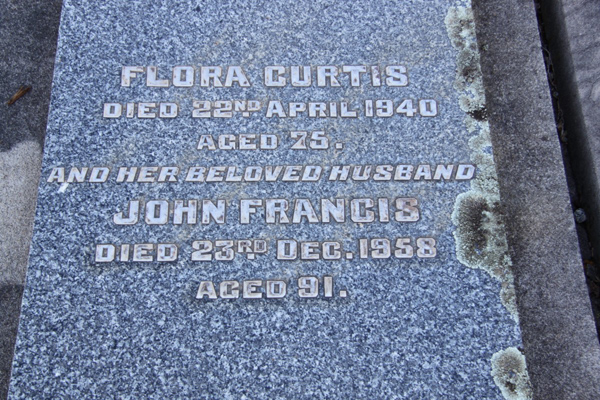 FLORA CURTIS
DIED 22ND APRIL 1940
AGED 75.
AND HER BELOVED HUSBAND
JOHN FRANCIS
DIED 23RD DEC. 1958
AGED 91.